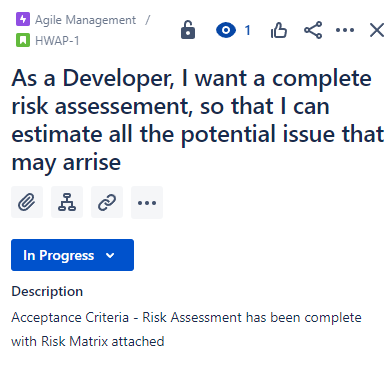 Agile Management /
HWAP-1
1
As a Developer, I want a complete
risk assessement, so that I can
estimate all the potential issue that
may arrise
In Progress
Description
Acceptance Criteria - Risk Assessment has been complete
with Risk Matrix attached